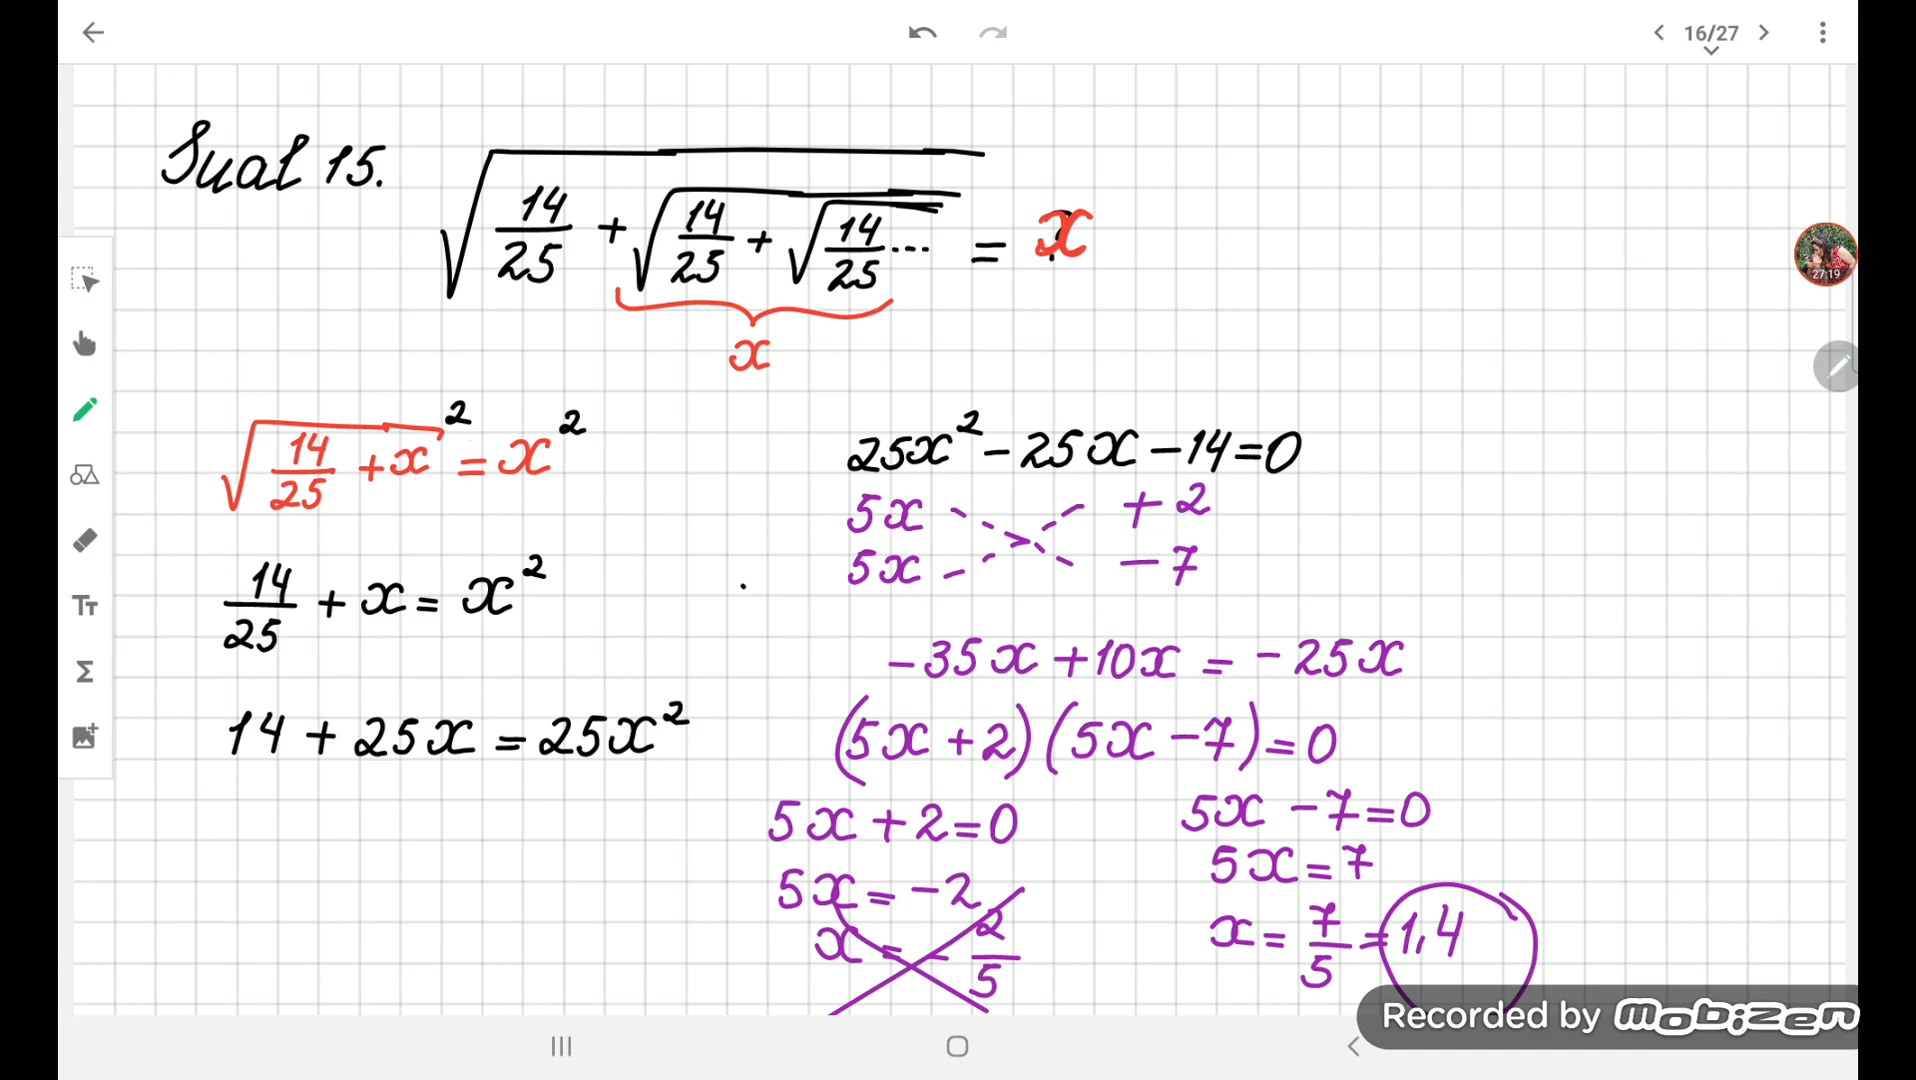 16/27
Sual 15. √(14/25 + √(14/25 + √(14/25 ... = x
x
27:19
√(14/25 + x)² = x²
14/25 + x = x²
14 + 25x = 25x²
25x² - 25x - 14 = 0
5x + 2
5x - 7
-35x + 10x = -25x
(5x + 2)(5x - 7) = 0
5x + 2 = 0
5x = -2
x = -2/5
5x - 7 = 0
5x = 7
x = 7/5 = 1,4
Recorded by mobizen